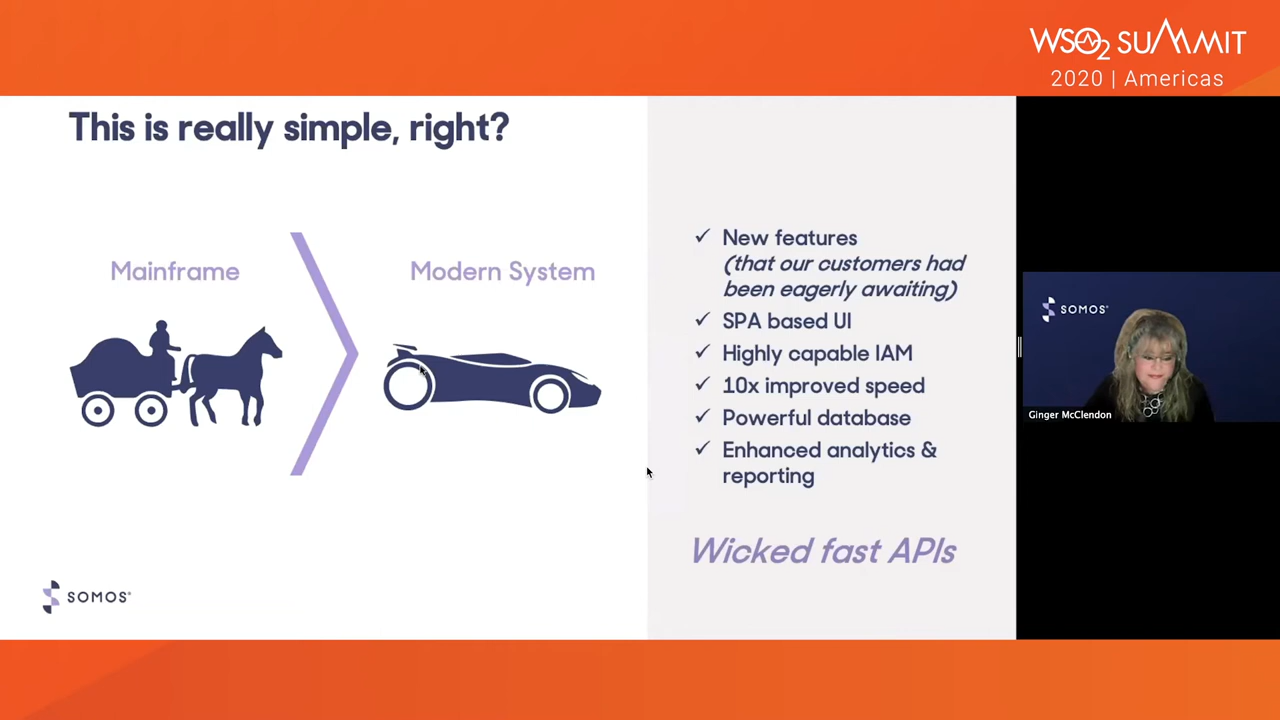 WSO2 SUMMIT
2020 | Americas
This is really simple, right?
Mainframe
Modern System
✓ New features
(that our customers had
been eagerly awaiting)
✓ SPA based UI
✓ Highly capable IAM
✓ 10x improved speed
✓ Powerful database
✓ Enhanced analytics &
reporting
Wicked fast APIs
SOMOS®
SOMOS®
Ginger McClendon